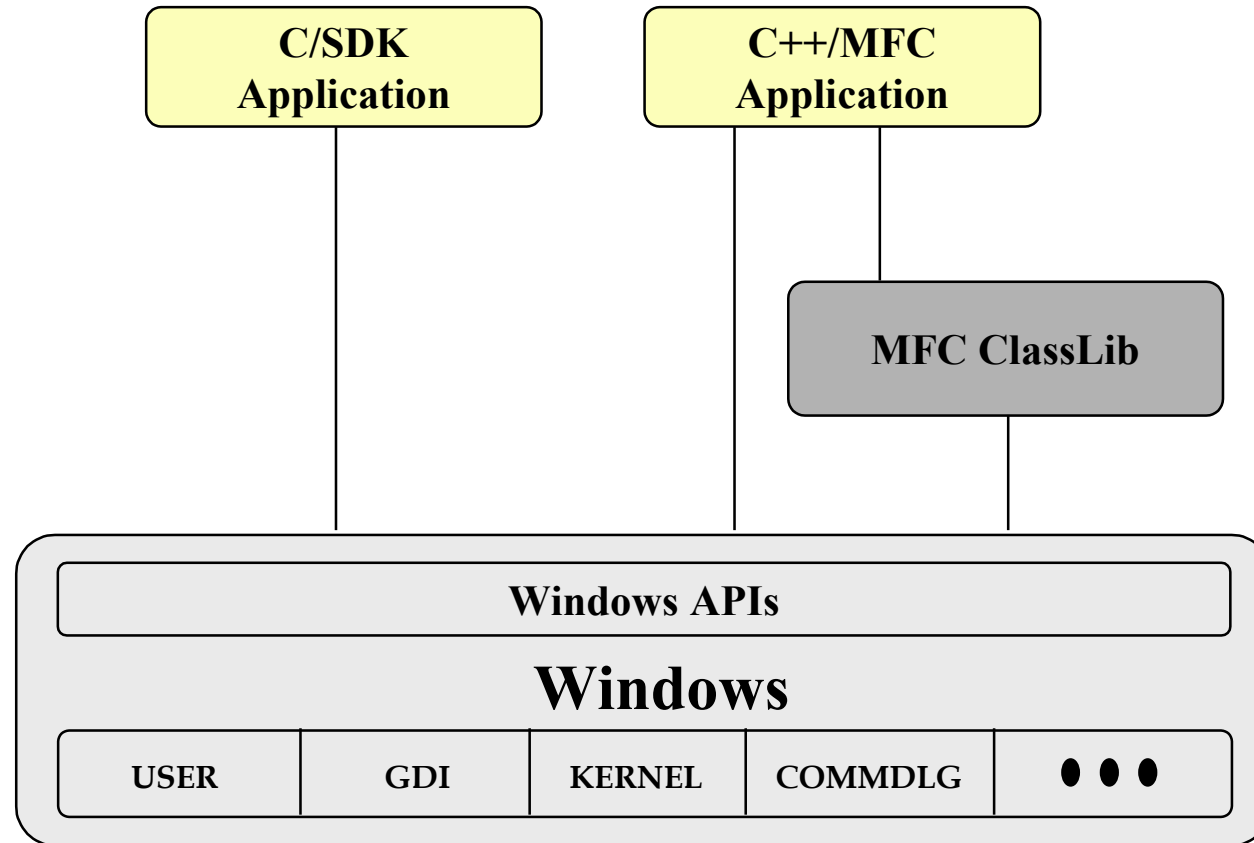 C/SDK
Application
C++/MFC
Application
MFC ClassLib
Windows APIs
Windows
USER GDI KERNEL COMMDLG